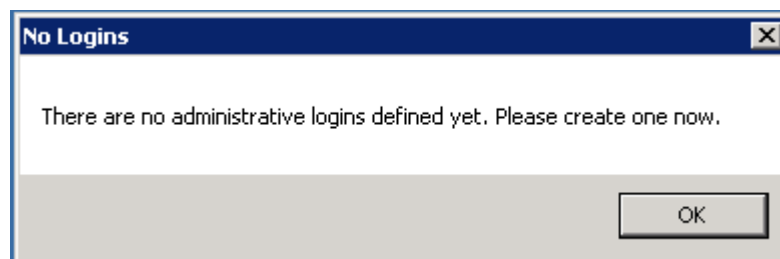 No Logins
There are no administrative logins defined yet. Please create one now.
OK